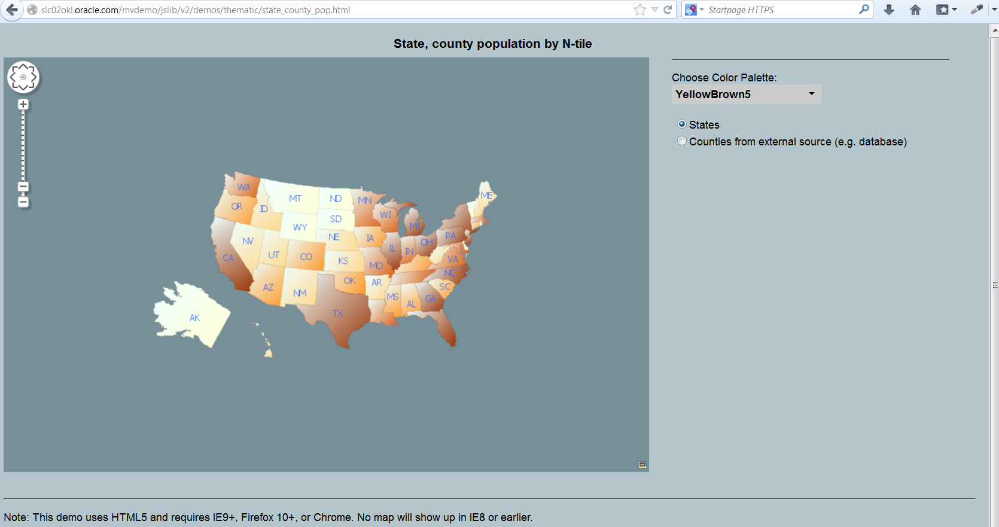 slc02okl.oracle.com/mvdemo/jslib/v2/demos/thematic/state_county_pop.html
Startpage HTTPS
State, county population by N-tile
Choose Color Palette:
YellowBrown5
States
Counties from external source (e.g. database)
WA
MT
ND
MN
ME
OR
ID
SD
WI
WY
MI
NV
NE
IA
PA
UT
CO
IL
IN
OH
CA
KS
MO
VA
AZ
NM
OK
AR
NC
MS
SC
AL
GA
TX
AK
Note: This demo uses HTML5 and requires IE9+, Firefox 10+, or Chrome. No map will show up in IE8 or earlier.